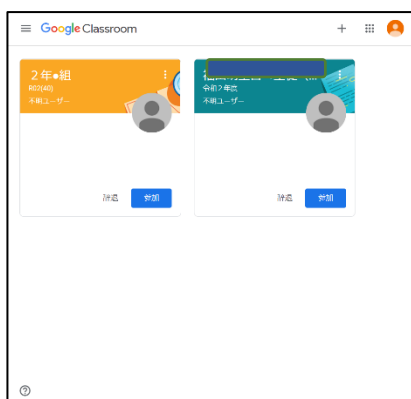 Google Classroom
２年●組
R02(40)
不明ユーザー
令和２年度
不明ユーザー
辞退 参加
辞退 参加